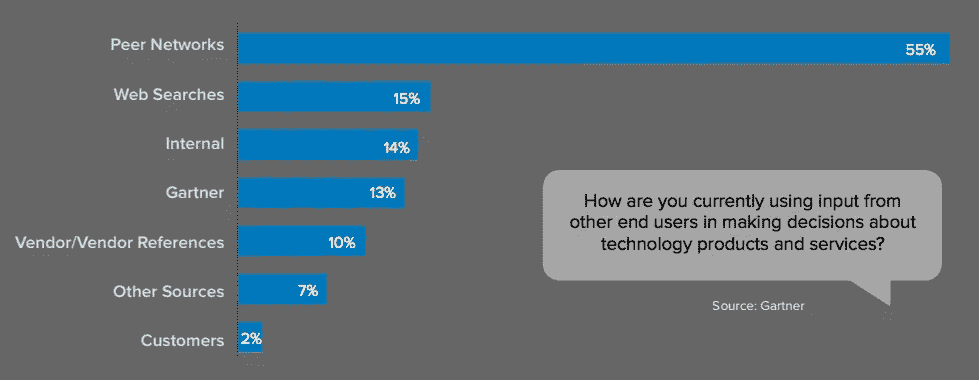 Peer Networks 55%
Web Searches 15%
Internal 14%
Gartner 13%
Vendor/Vendor References 10%
Other Sources 7%
Customers 2%
How are you currently using input from
other end users in making decisions about
technology products and services?
Source: Gartner